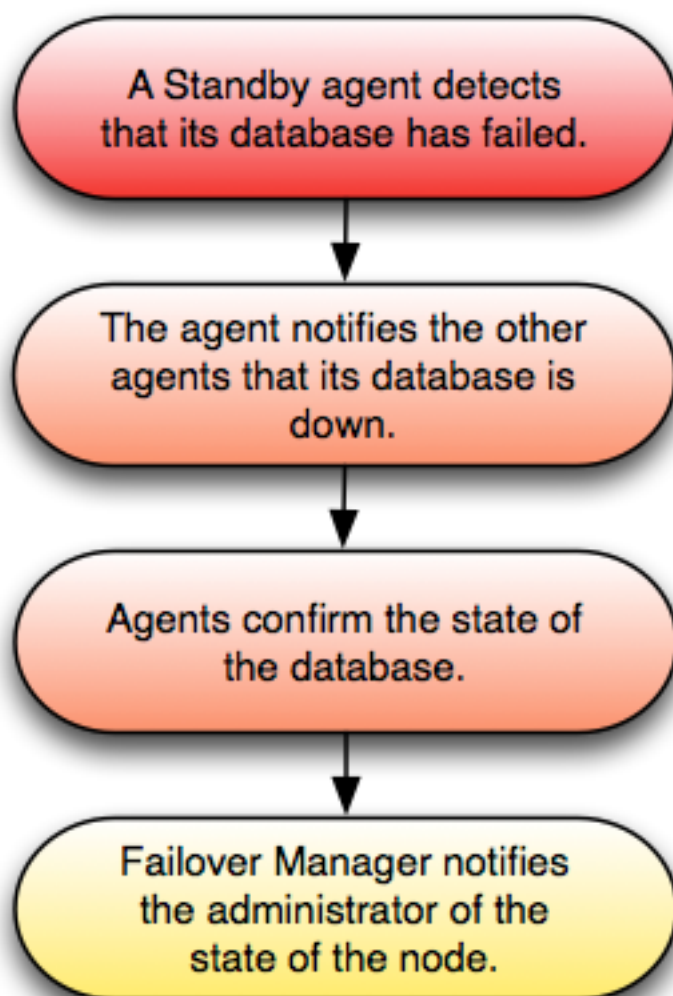 A Standby agent detects
that its database has failed.
The agent notifies the other
agents that its database is
down.
Agents confirm the state of
the database.
Failover Manager notifies
the administrator of the
state of the node.